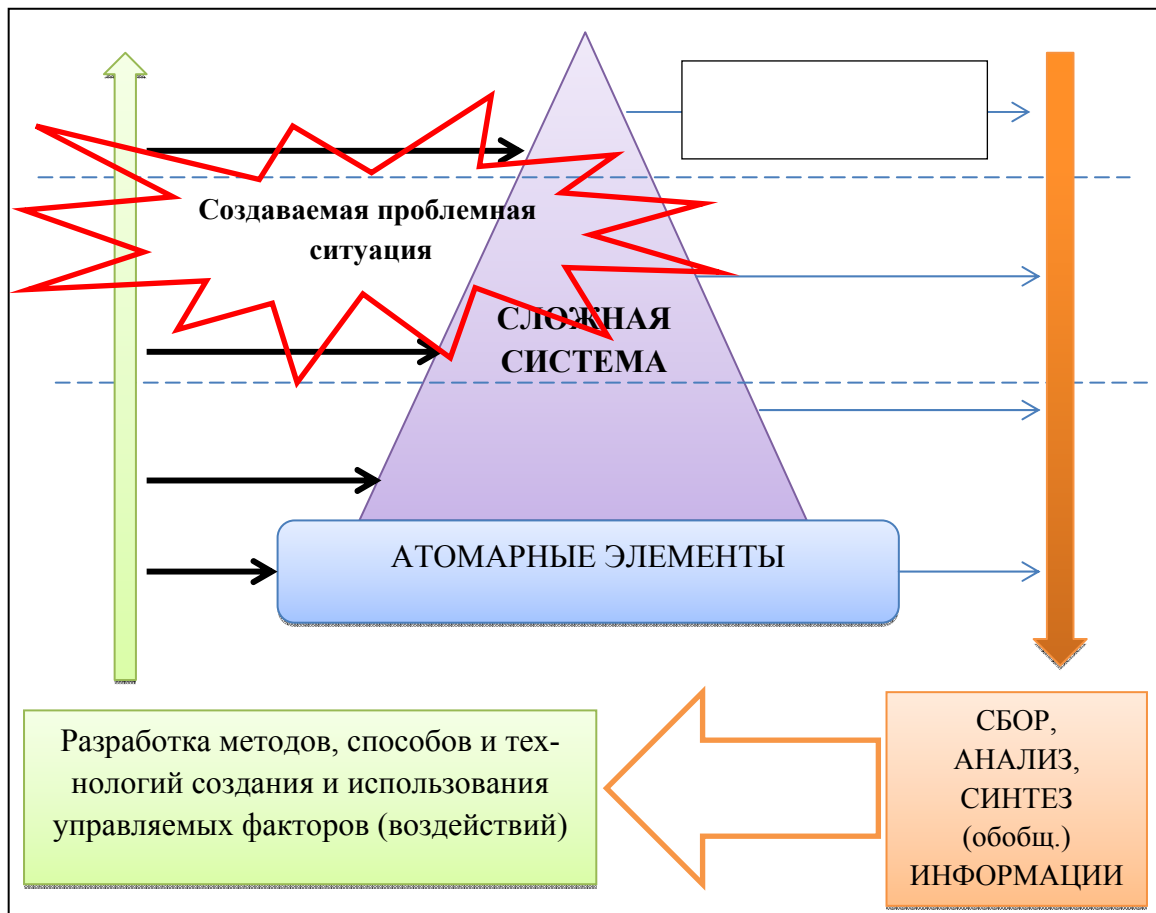 Создаваемая проблемная
ситуация
СЛОЖНАЯ
СИСТЕМА
АТОМАРНЫЕ ЭЛЕМЕНТЫ
Разработка методов, способов и тех-
нологий создания и использования
управляемых факторов (воздействий)
СБОР,
АНАЛИЗ,
СИНТЕЗ
(обобщ.)
ИНФОРМАЦИИ